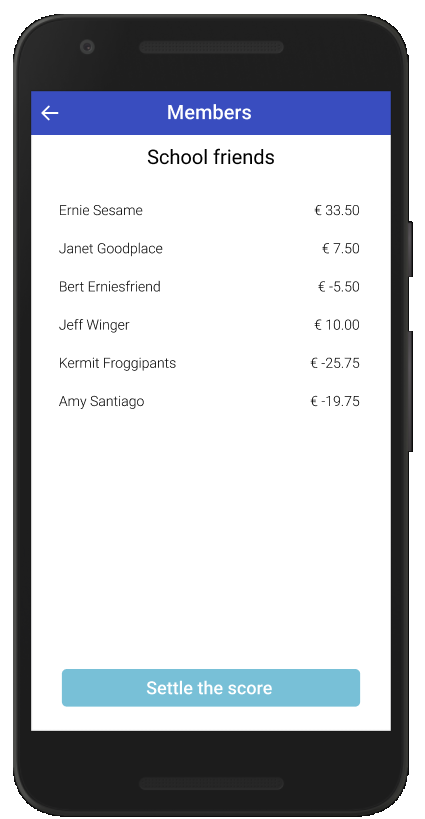 Members
School friends
Ernie Sesame € 33.50
Janet Goodplace € 7.50
Bert Erniesfriend € -5.50
Jeff Winger € 10.00
Kermit Froggipants € -25.75
Amy Santiago € -19.75
Settle the score